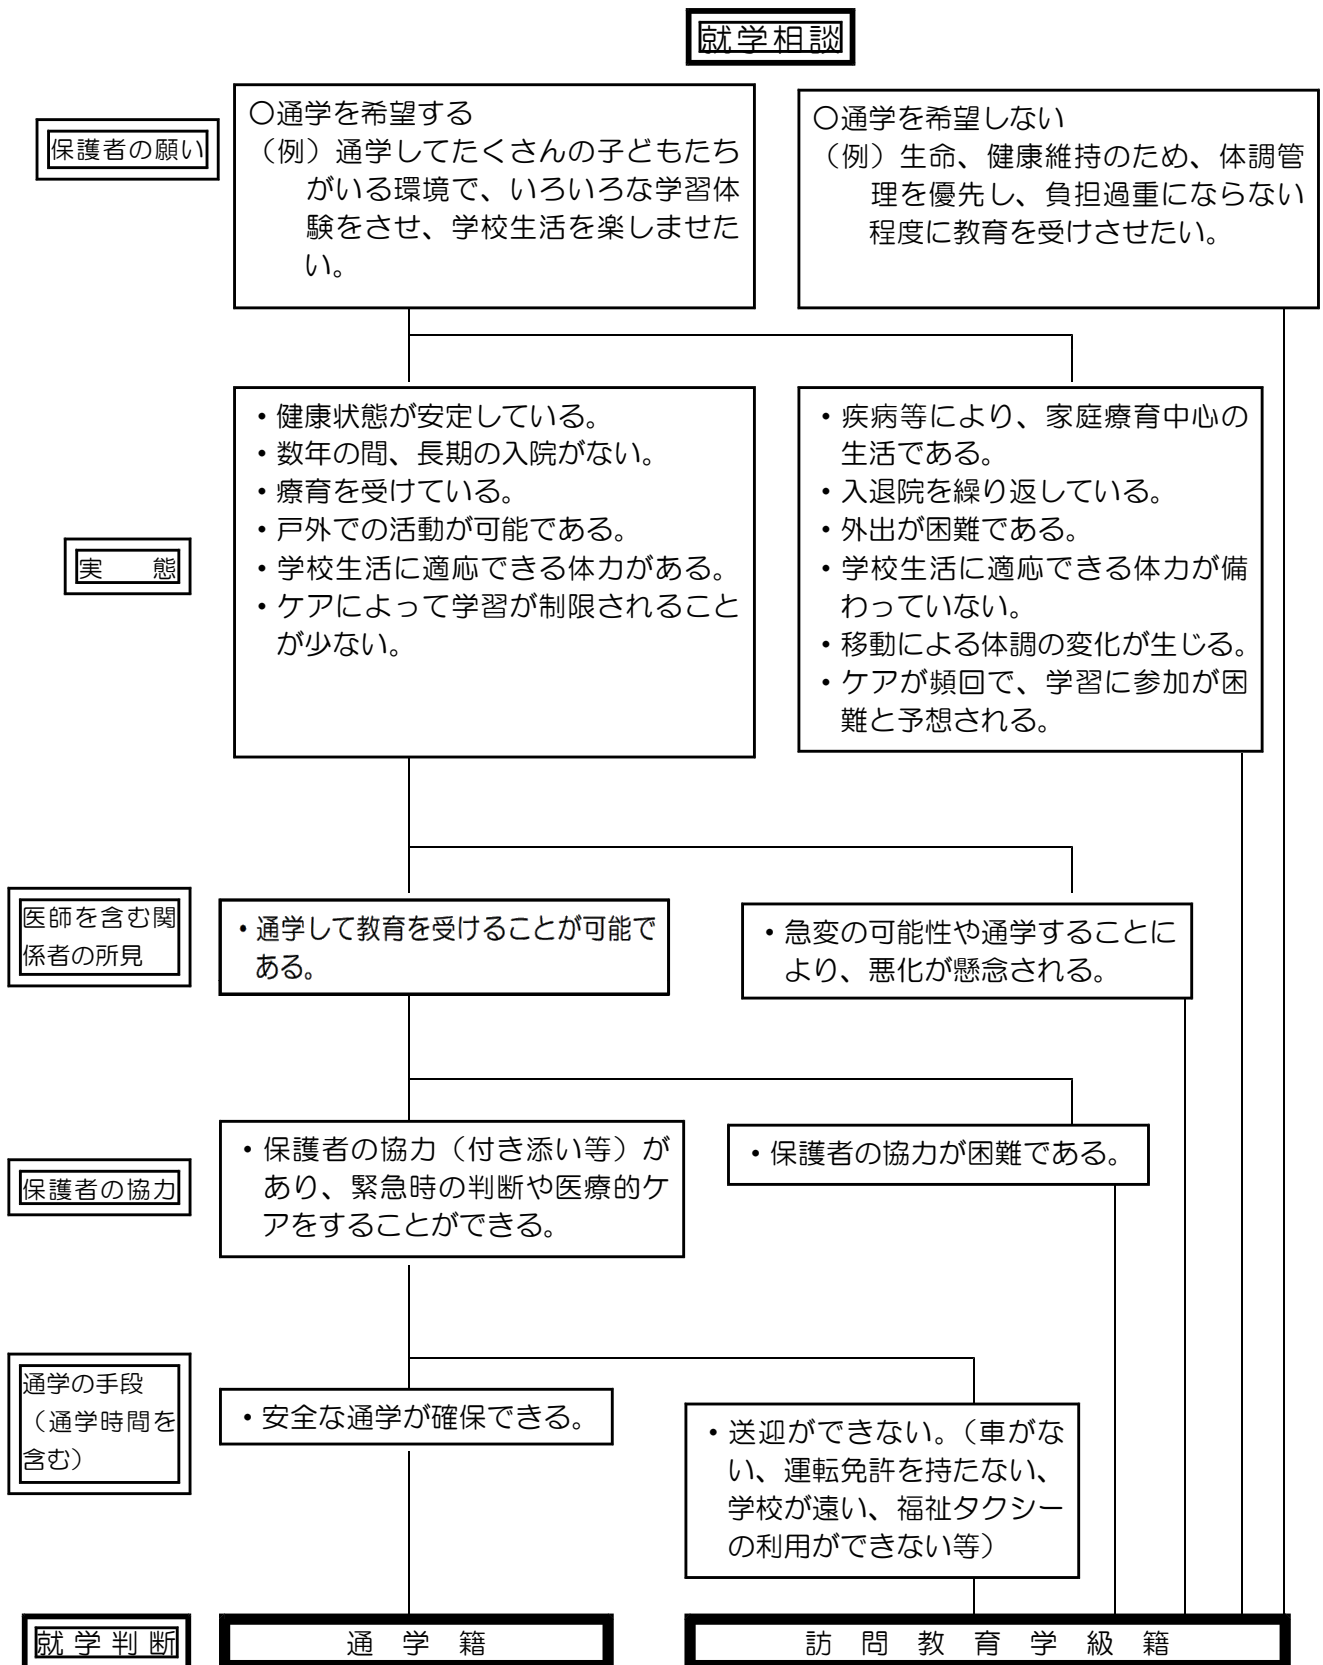 就学相談
保護者の願い
〇通学を希望する
（例）通学してたくさんの子どもたち
がいる環境で、いろいろな学習体
験をさせ、学校生活を楽しませた
い。
〇通学を希望しない
（例）生命、健康維持のため、体調管
理を優先し、負担過重にならない
程度に教育を受けさせたい。
実　態
・健康状態が安定している。
・数年の間、長期の入院がない。
・療育を受けている。
・戸外での活動が可能である。
・学校生活に適応できる体力がある。
・ケアによって学習が制限されること
が少ない。
・疾病等により、家庭療育中心の
生活である。
・入退院を繰り返している。
・外出が困難である。
・学校生活に適応できる体力が備
わっていない。
・移動による体調の変化が生じる。
・ケアが頻回で、学習に参加が困
難と予想される。
医師を含む関
係者の所見
・通学して教育を受けることが可能で
ある。
・急変の可能性や通学することに
より、悪化が懸念される。
保護者の協力
・保護者の協力（付き添い等）が
あり、緊急時の判断や医療的ケ
アをすることができる。
・保護者の協力が困難である。
通学の手段
（通学時間を
含む）
・安全な通学が確保できる。
・送迎ができない。（車がな
い、運転免許を持たない、
学校が遠い、福祉タクシー
の利用ができない等）
就学判断
通　学　籍
訪　問　教　育　学　級　籍